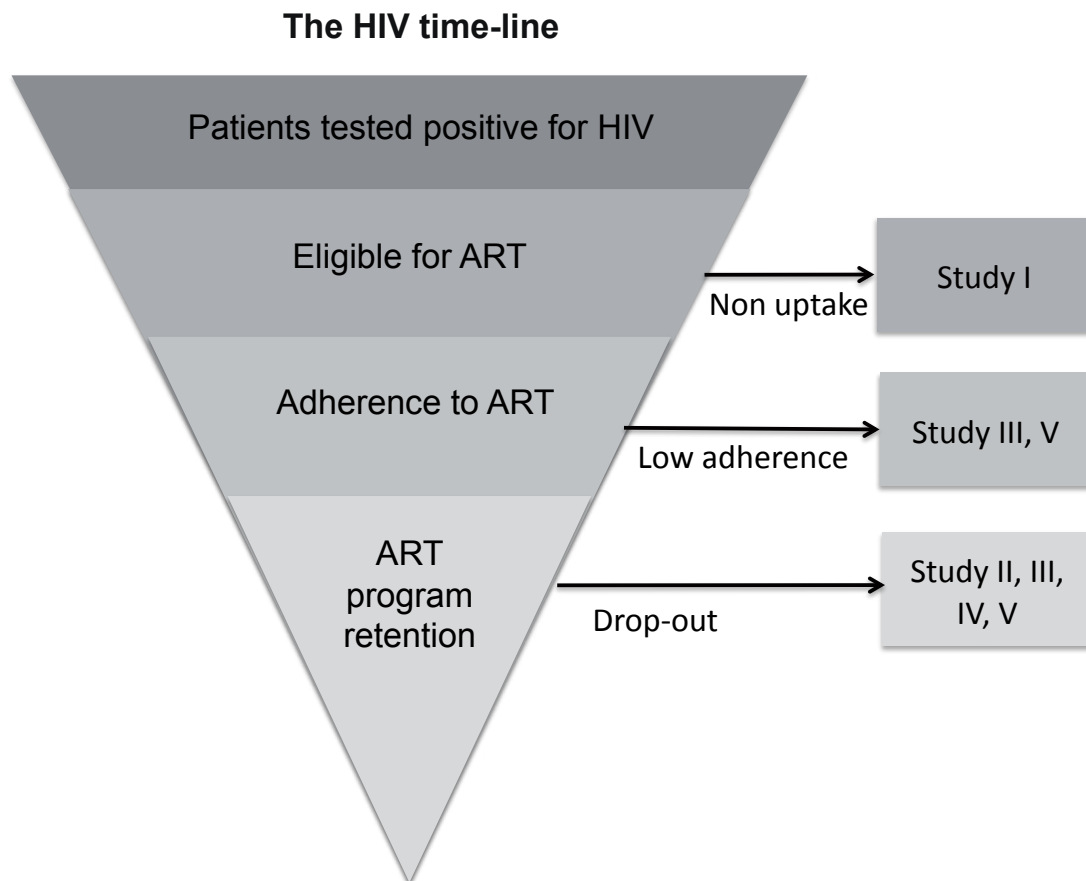 The HIV time-line
Patients tested positive for HIV
Eligible for ART
Non uptake
Study I
Adherence to ART
Low adherence
Study III, V
ART
program
retention
Drop-out
Study II, III,
IV, V